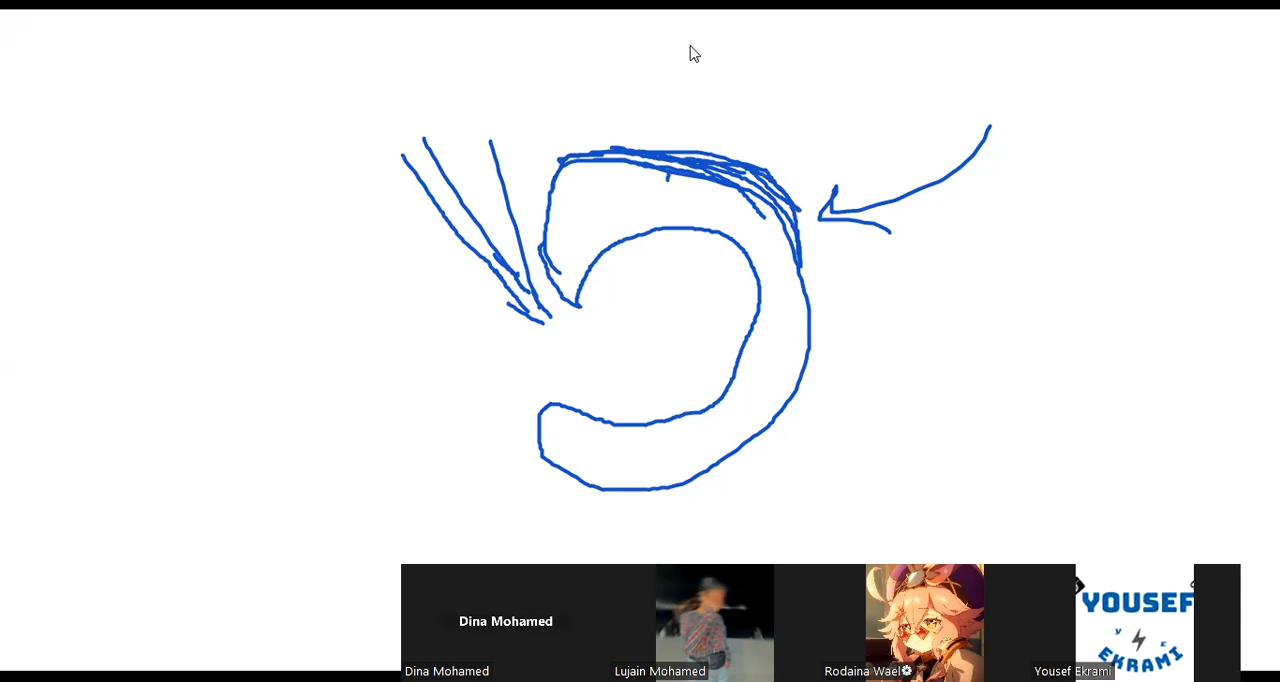 Dina Mohamed
YOUSEF
Y E
EKRAMI
Dina Mohamed
Lujain Mohamed
Rodaina Wael❁
Yousef Ekrami